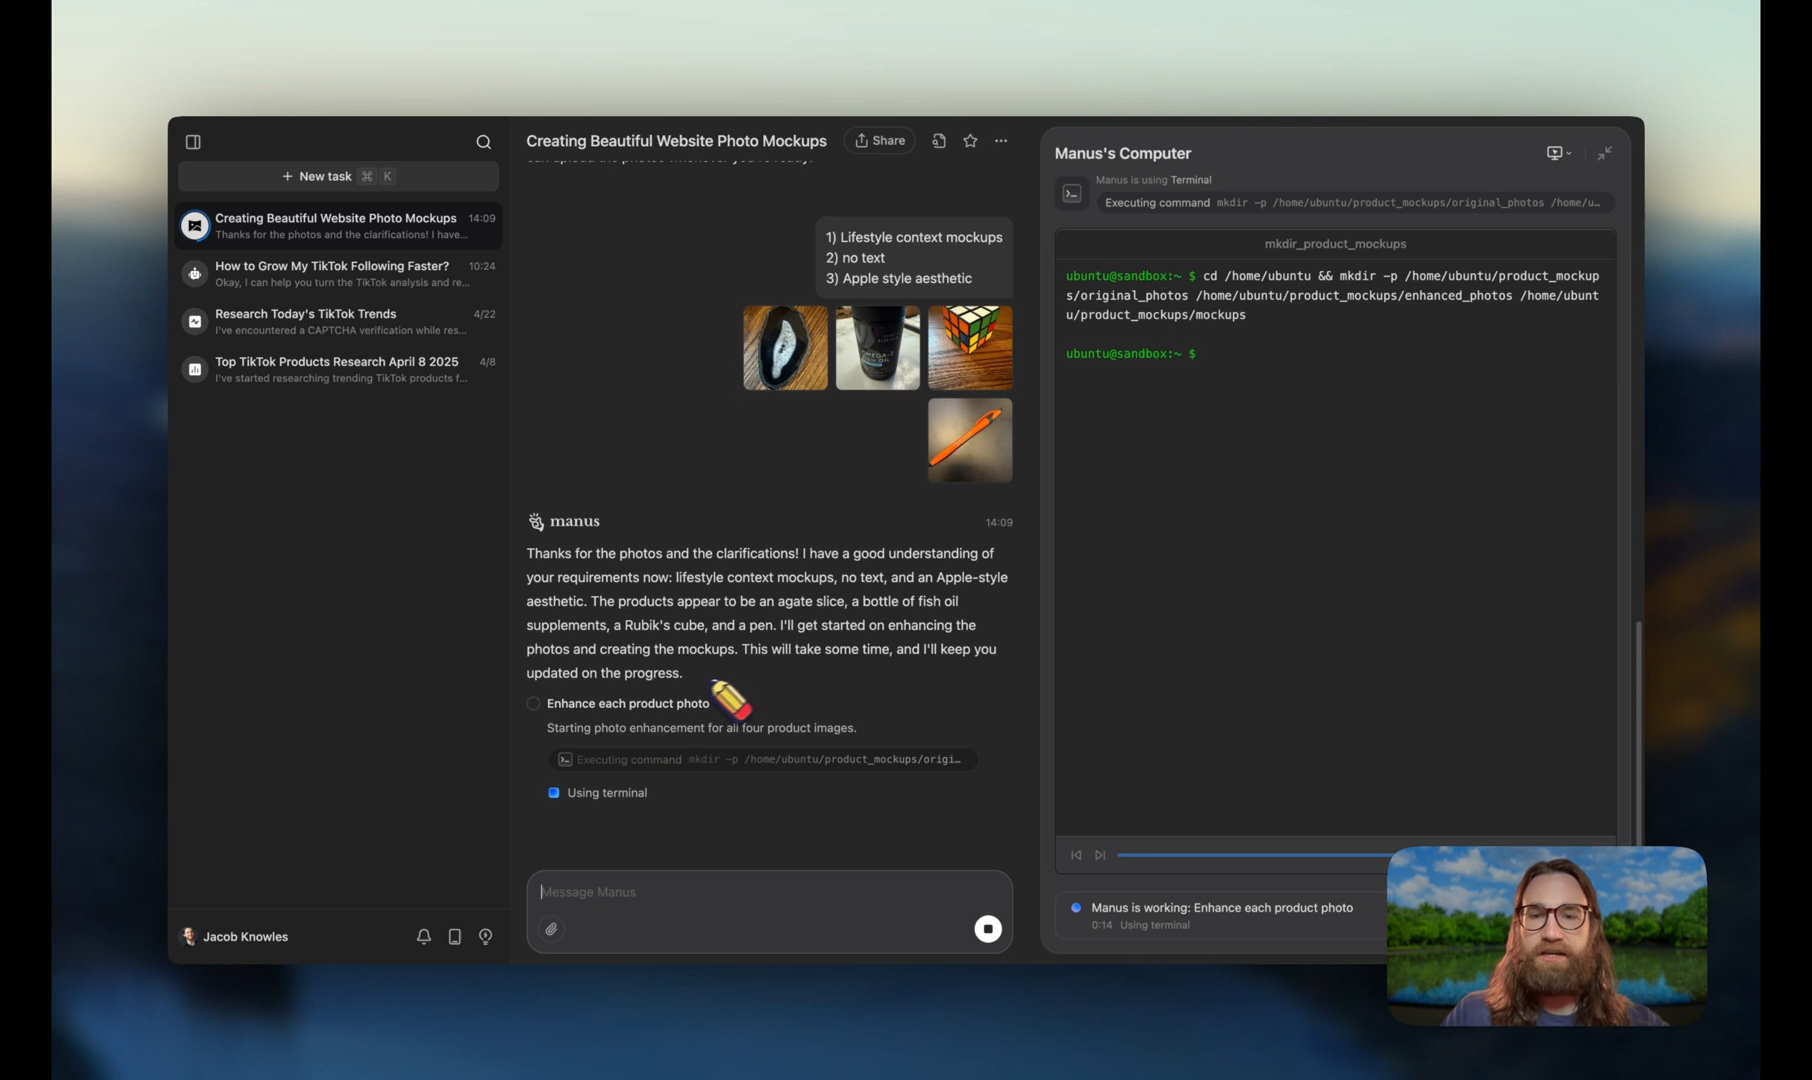 New task ⌘ K
Creating Beautiful Website Photo Mockups 14:09
Thanks for the photos and the clarifications! I have...
How to Grow My TikTok Following Faster? 10:24
Okay, I can help you turn the TikTok analysis and re...
Research Today's TikTok Trends 4/22
I've encountered a CAPTCHA verification while res...
Top TikTok Products Research April 8 2025 4/8
I've started researching trending TikTok products f...
Jacob Knowles
Creating Beautiful Website Photo Mockups
Share
can upload the photos whenever you're ready!
1) Lifestyle context mockups
2) no text
3) Apple style aesthetic
OMEGA-3
manus 14:09
Thanks for the photos and the clarifications! I have a good understanding of
your requirements now: lifestyle context mockups, no text, and an Apple-style
aesthetic. The products appear to be an agate slice, a bottle of fish oil
supplements, a Rubik's cube, and a pen. I'll get started on enhancing the
photos and creating the mockups. This will take some time, and I'll keep you
updated on the progress.
Enhance each product photo
Starting photo enhancement for all four product images.
Executing command mkdir -p /home/ubuntu/product_mockups/origi...
Using terminal
Message Manus
Manus's Computer
Manus is using Terminal
Executing command mkdir -p /home/ubuntu/product_mockups/original_photos /home/u...
mkdir_product_mockups
ubuntu@sandbox:~ $ cd /home/ubuntu && mkdir -p /home/ubuntu/product_mockup
s/original_photos /home/ubuntu/product_mockups/enhanced_photos /home/ubunt
u/product_mockups/mockups
ubuntu@sandbox:~ $
Manus is working: Enhance each product photo
0:14 Using terminal